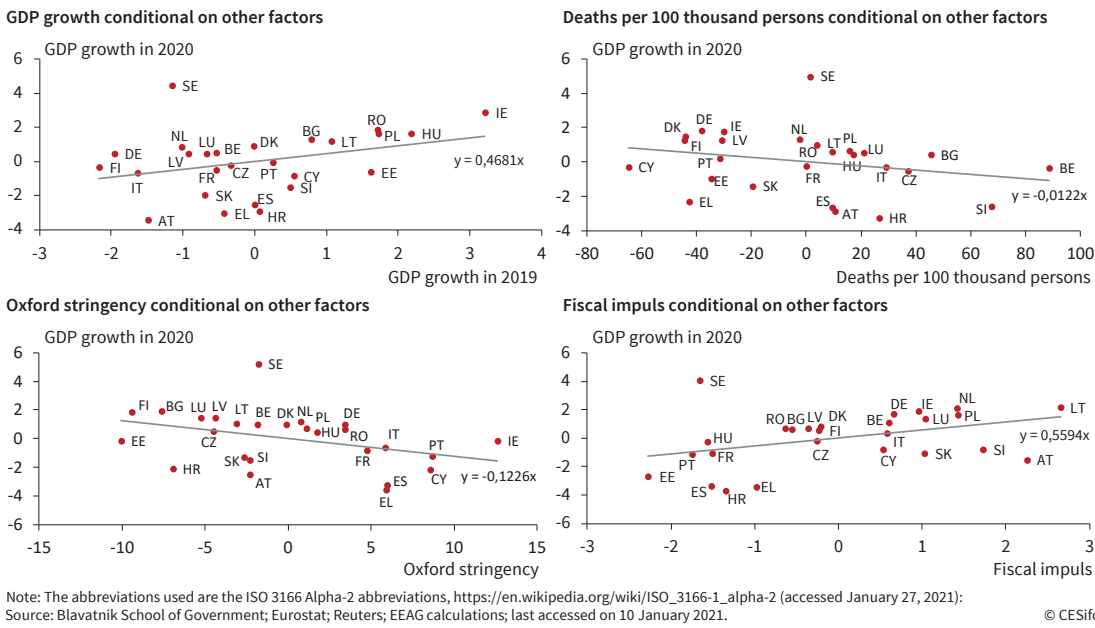 GDP growth conditional on other factors
GDP growth in 2020
6
4
2
0
-2
-4
-3
-2
-1
0
1
2
3
4
GDP growth in 2019
SE
IE
RO
PL
HU
BG
LT
DK
NL
LU
BE
DE
LV
FI
IT
FR
CZ
PT
CY
SI
EE
SK
ES
EL
HR
AT
y = 0,4681x
Deaths per 100 thousand persons conditional on other factors
GDP growth in 2020
6
4
2
0
-2
-4
-80
-60
-40
-20
0
20
40
60
80
100
Deaths per 100 thousand persons
SE
DE
IE
DK
FI
LV
NL
LT
PL
LU
RO
BG
CY
PT
EE
FR
HU
IT
CZ
BE
SK
EL
ES
AT
HR
SI
y = -0,0122x
Oxford stringency conditional on other factors
GDP growth in 2020
6
4
2
0
-2
-4
-6
-15
-10
-5
0
5
10
15
Oxford stringency
SE
FI
BG
LU
LV
LT
BE
DK
NL
PL
DE
HU
RO
IT
EE
CZ
FR
PT
IE
SK
SI
HR
AT
CY
ES
EL
y = -0,1226x
Fiscal impuls conditional on other factors
GDP growth in 2020
6
4
2
0
-2
-4
-6
-3
-2
-1
0
1
2
3
Fiscal impuls
SE
DE
IE
NL
LT
RO
BG
LV
DK
FI
BE
LU
PL
HU
CZ
IT
PT
FR
CY
SK
SI
AT
EE
ES
HR
EL
y = 0,5594x
Note: The abbreviations used are the ISO 3166 Alpha-2 abbreviations, https://en.wikipedia.org/wiki/ISO_3166-1_alpha-2 (accessed January 27, 2021):
Source: Blavatnik School of Government; Eurostat; Reuters; EEAG calculations; last accessed on 10 January 2021.
© CESifo